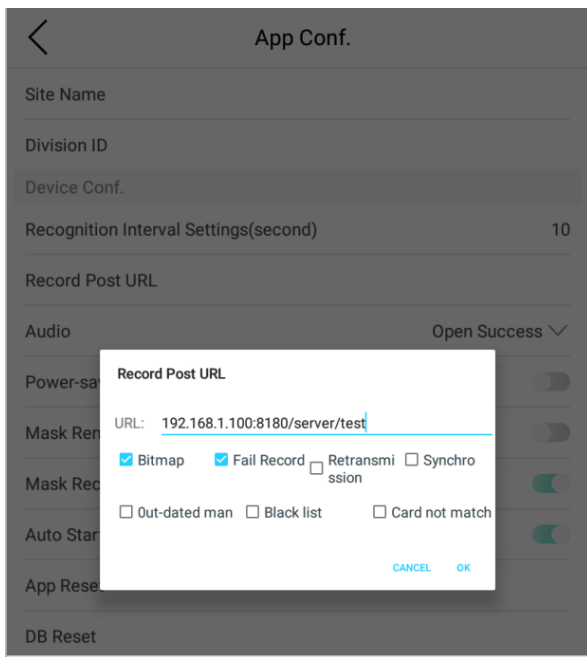 App Conf.
Site Name
Division ID
Device Conf.
Recognition Interval Settings(second) 10
Record Post URL
Audio Open Success
Power-sa
Mask Ren
Mask Rec
Auto Star
App Rese
DB Reset
Record Post URL
URL: 192.168.1.100:8180/server/test
Bitmap Fail Record Retransmi Synchro
ssion
0ut-dated man Black list Card not match
CANCEL OK